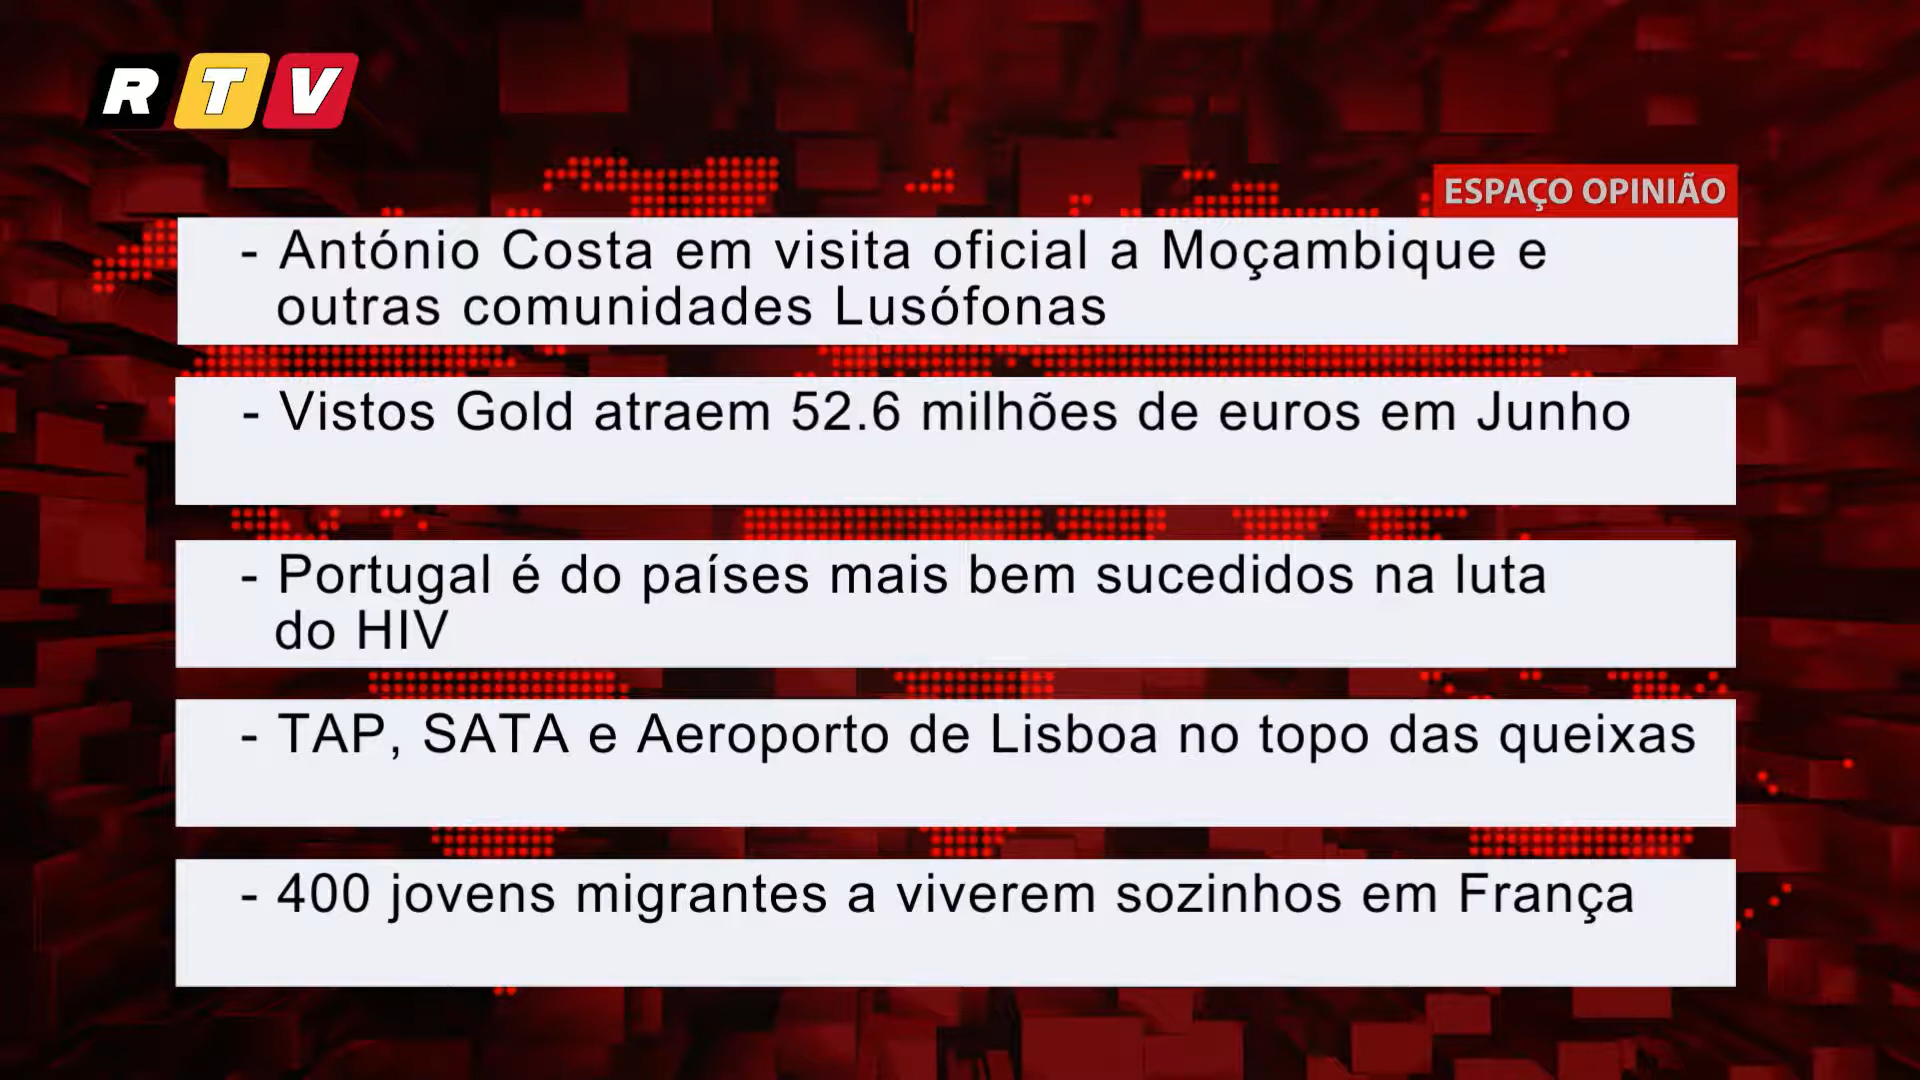 RTV
ESPAÇO OPINIÃO
- António Costa em visita oficial a Moçambique e
outras comunidades Lusófonas
- Vistos Gold atraem 52.6 milhões de euros em Junho
- Portugal é do países mais bem sucedidos na luta
do HIV
- TAP, SATA e Aeroporto de Lisboa no topo das queixas
- 400 jovens migrantes a viverem sozinhos em França